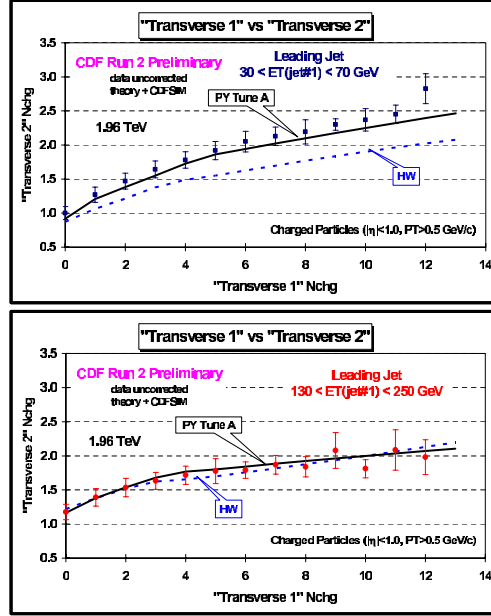 "Transverse 1" vs "Transverse 2"
CDF Run 2 Preliminary
data uncorrected
theory + CDFSIM
Leading Jet
30 < ET(jet#1) < 70 GeV
PY Tune A
1.96 TeV
HW
Charged Particles (|η|<1.0, PT>0.5 GeV/c)
"Transverse 2" Nchg
3.5
3.0
2.5
2.0
1.5
1.0
0.5
0 2 4 6 8 10 12 14
"Transverse 1" Nchg
"Transverse 1" vs "Transverse 2"
CDF Run 2 Preliminary
data uncorrected
theory + CDFSIM
Leading Jet
130 < ET(jet#1) < 250 GeV
PY Tune A
1.96 TeV
HW
Charged Particles (|η|<1.0, PT>0.5 GeV/c)
"Transverse 2" Nchg
3.5
3.0
2.5
2.0
1.5
1.0
0.5
0 2 4 6 8 10 12 14
"Transverse 1" Nchg